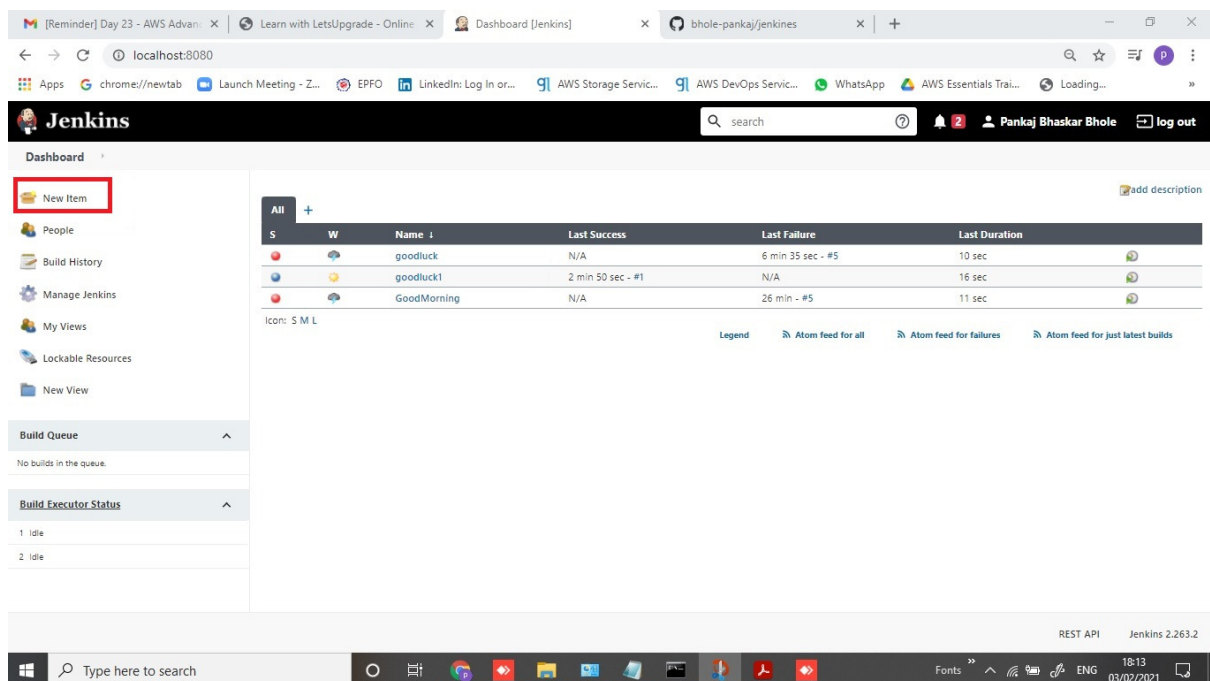 [Reminder] Day 23 - AWS Advan
Learn with LetsUpgrade - Online
Dashboard [Jenkins]
bhole-pankaj/jenkines
localhost:8080
P
Apps
chrome://newtab
Launch Meeting - Z...
EPFO
LinkedIn: Log In or...
AWS Storage Servic...
AWS DevOps Servic...
WhatsApp
AWS Essentials Trai...
Loading...
»
Jenkins
search
2
Pankaj Bhaskar Bhole
log out
Dashboard
add description
New Item
People
Build History
Manage Jenkins
My Views
Lockable Resources
New View
All +
S W Name ↓ Last Success Last Failure Last Duration
goodluck N/A 6 min 35 sec - #5 10 sec
goodluck1 2 min 50 sec - #1 N/A 16 sec
GoodMorning N/A 26 min - #5 11 sec
Icon: S M L
Legend Atom feed for all Atom feed for failures Atom feed for just latest builds
Build Queue
No builds in the queue.
Build Executor Status
1 Idle
2 Idle
REST API Jenkins 2.263.2
Type here to search
Fonts » ENG
18:13
03/02/2021